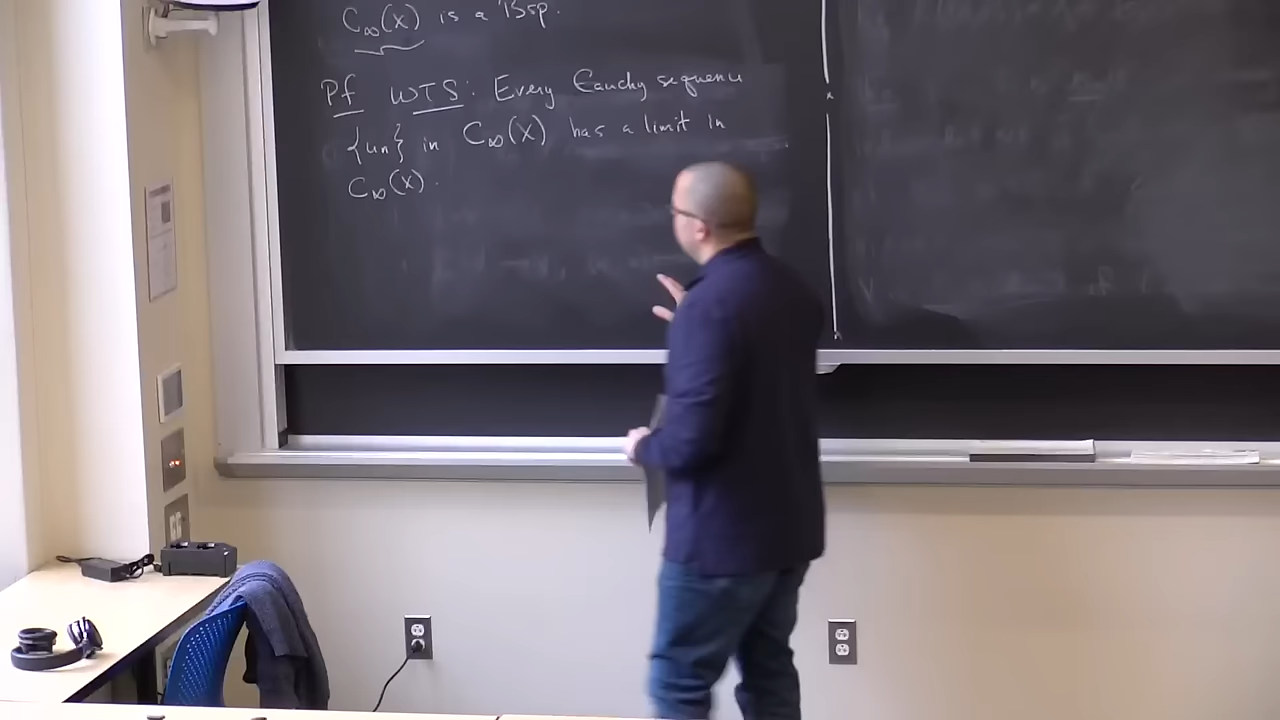 C∞(X) is a Bsp.
Pf WTS: Every Cauchy sequence
{un} in C∞(X) has a limit in
C∞(X).